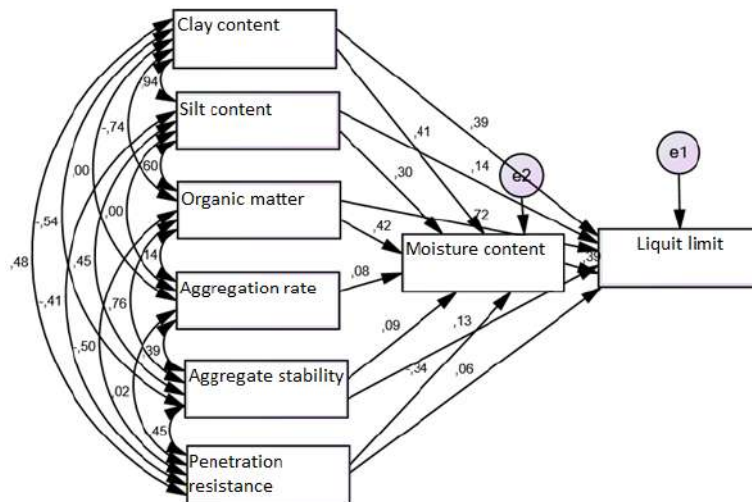 Clay content
,94
Silt content
-,74
,41
,39
e1
,60
,30
,14
e2
,00
Organic matter
,72
-,54
,00
,42
Moisture content
Liquit limit
,48
,45
,14
,39
-,41
Aggregation rate
,08
,76
-,50
,39
,09
,13
,02
Aggregate stability
-,34
,06
,45
Penetration
resistance